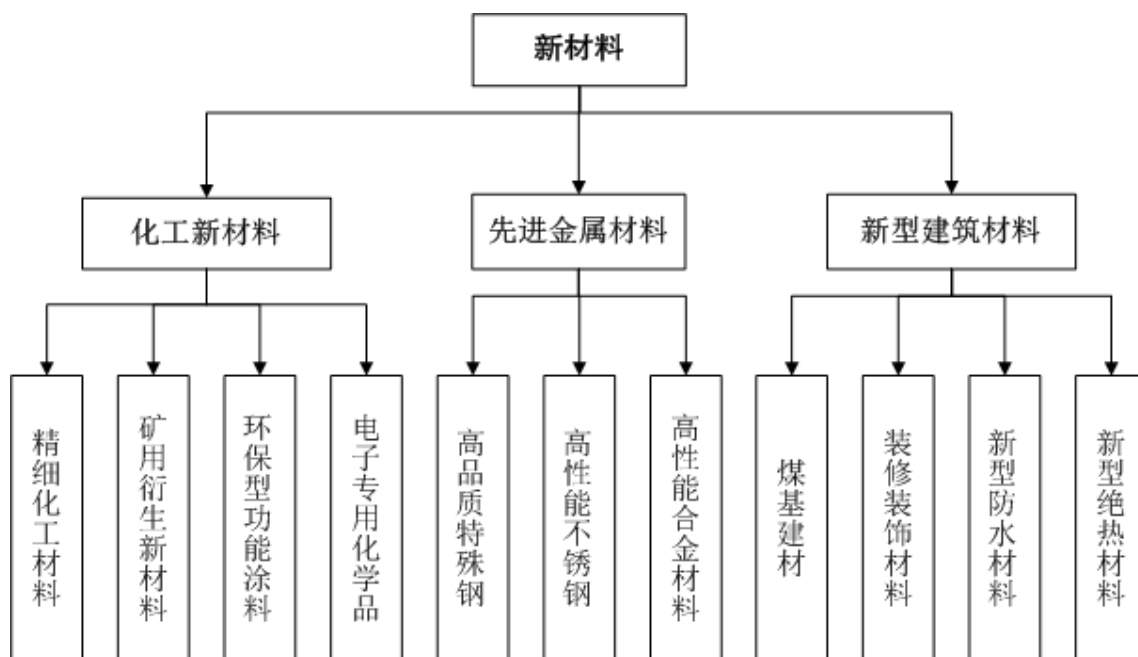 新材料
化工新材料
先进金属材料
新型建筑材料
精细化工材料
矿用衍生新材料
环保型功能涂料
电子专用化学品
高品质特殊钢
高性能不锈钢
高性能合金材料
煤基建材
装修装饰材料
新型防水材料
新型绝热材料